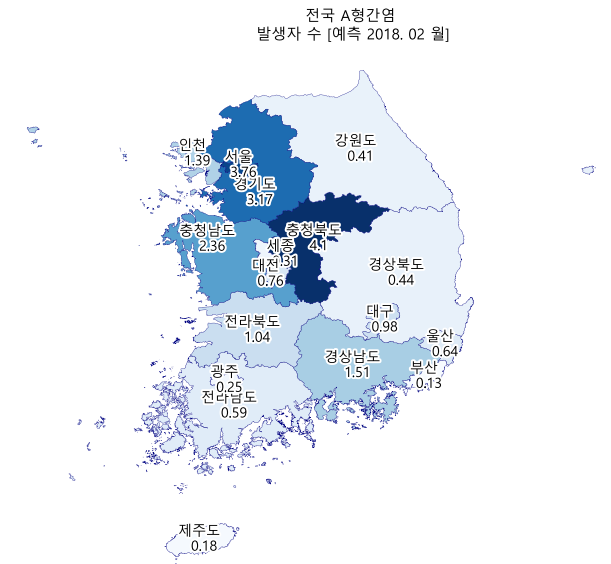 전국 A형간염
발생자 수 [예측 2018. 02 월]
강원도
0.41
인천
1.39
서울
3.76
경기도
3.17
충청남도
2.36
충청북도
4.1
세종
0.31
대전
0.76
경상북도
0.44
대구
0.98
전라북도
1.04
울산
0.64
경상남도
1.51
부산
0.13
광주
0.25
전라남도
0.59
제주도
0.18